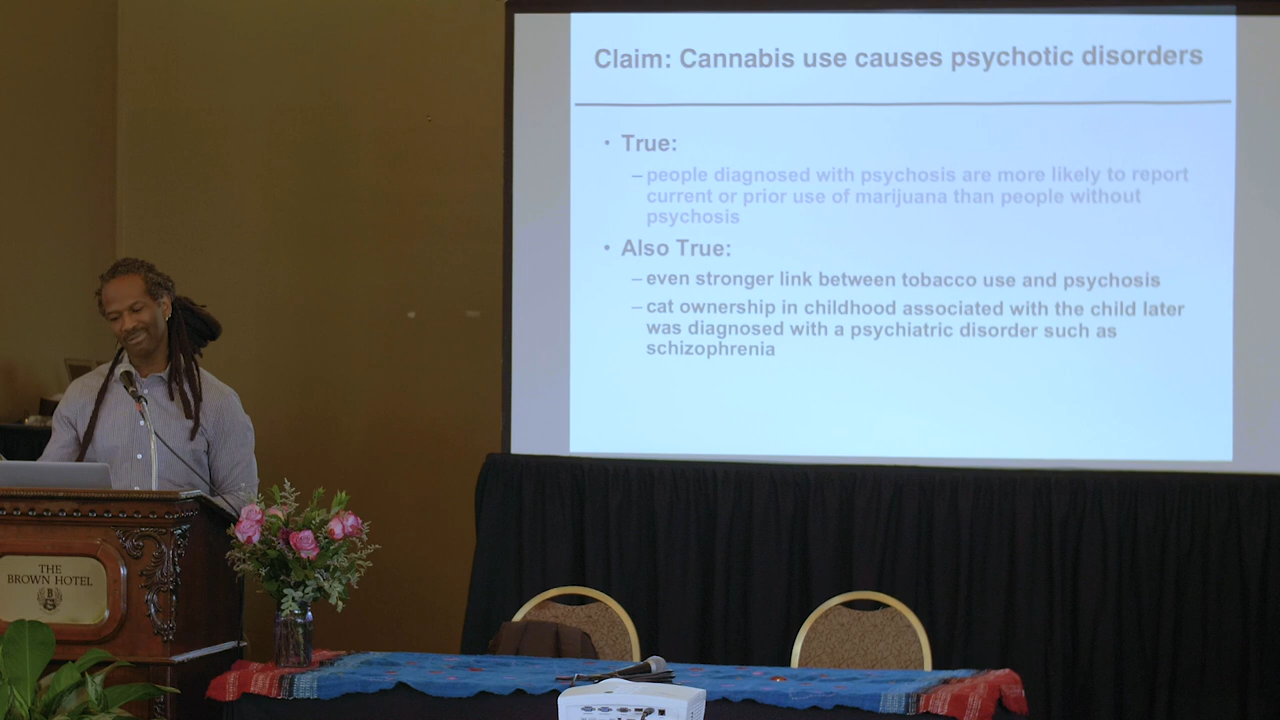 Claim: Cannabis use causes psychotic disorders
• True:
– people diagnosed with psychosis are more likely to report
current or prior use of marijuana than people without
psychosis
• Also True:
– even stronger link between tobacco use and psychosis
– cat ownership in childhood associated with the child later
was diagnosed with a psychiatric disorder such as
schizophrenia
THE
BROWN HOTEL
B